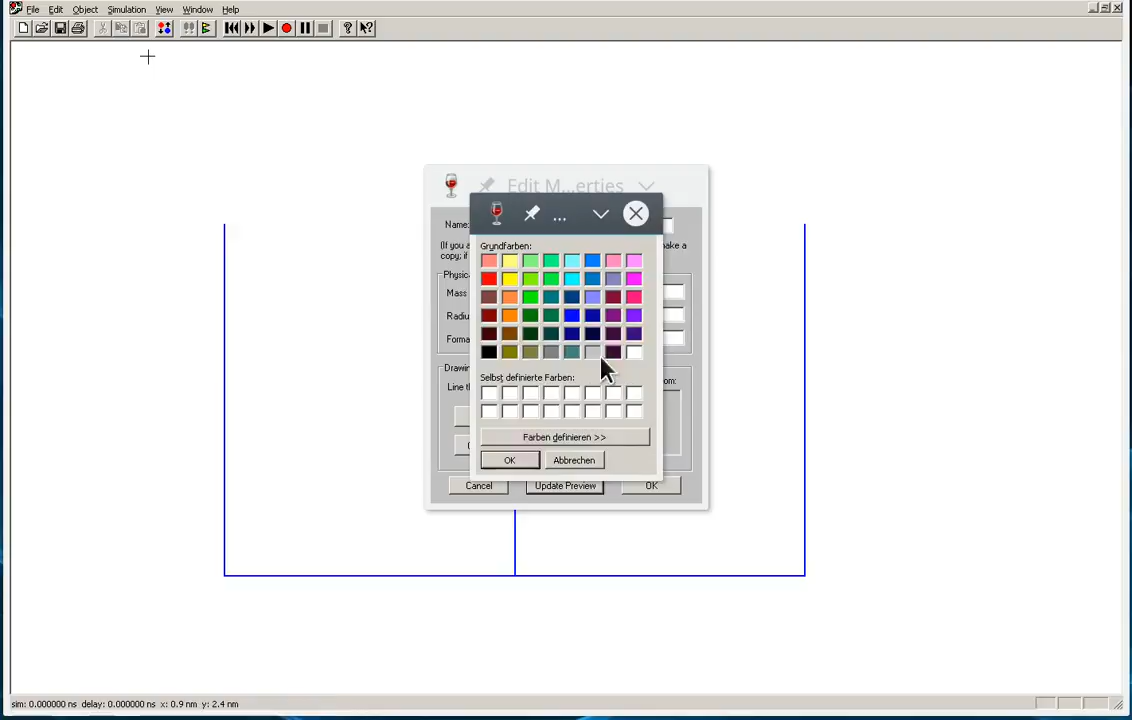 File Edit Object Simulation View Window Help
Edit M...erties
...
Name:
(If you a
make a
copy; if
Physica
Mass
Radiu
Forma
Grundfarben:
Drawin
Line th
om:
Selbst definierte Farben:
Farben definieren >>
OK Abbrechen
Cancel Update Preview OK
sim: 0.000000 ns delay: 0.000000 ns x: 0.9 nm y: 2.4 nm